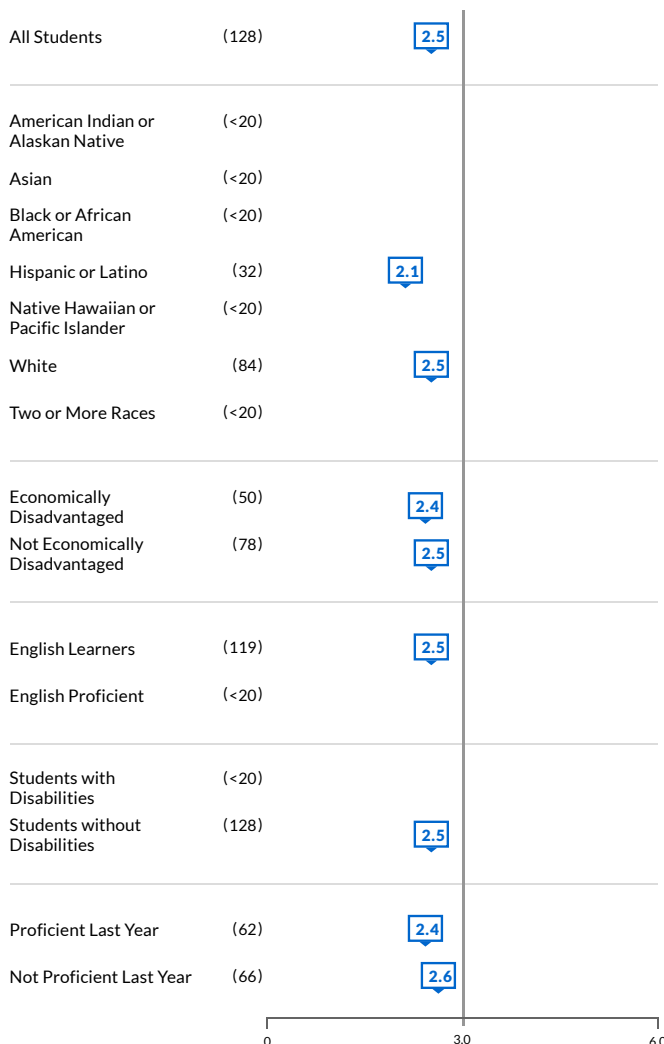 All Students (128) 2.5
American Indian or (<20)
Alaskan Native
Asian (<20)
Black or African (<20)
American
Hispanic or Latino (32) 2.1
Native Hawaiian or (<20)
Pacific Islander
White (84) 2.5
Two or More Races (<20)
Economically (50) 2.4
Disadvantaged
Not Economically (78) 2.5
Disadvantaged
English Learners (119) 2.5
English Proficient (<20)
Students with (<20)
Disabilities
Students without (128) 2.5
Disabilities
Proficient Last Year (62) 2.4
Not Proficient Last Year (66) 2.6
0 3.0 6.0